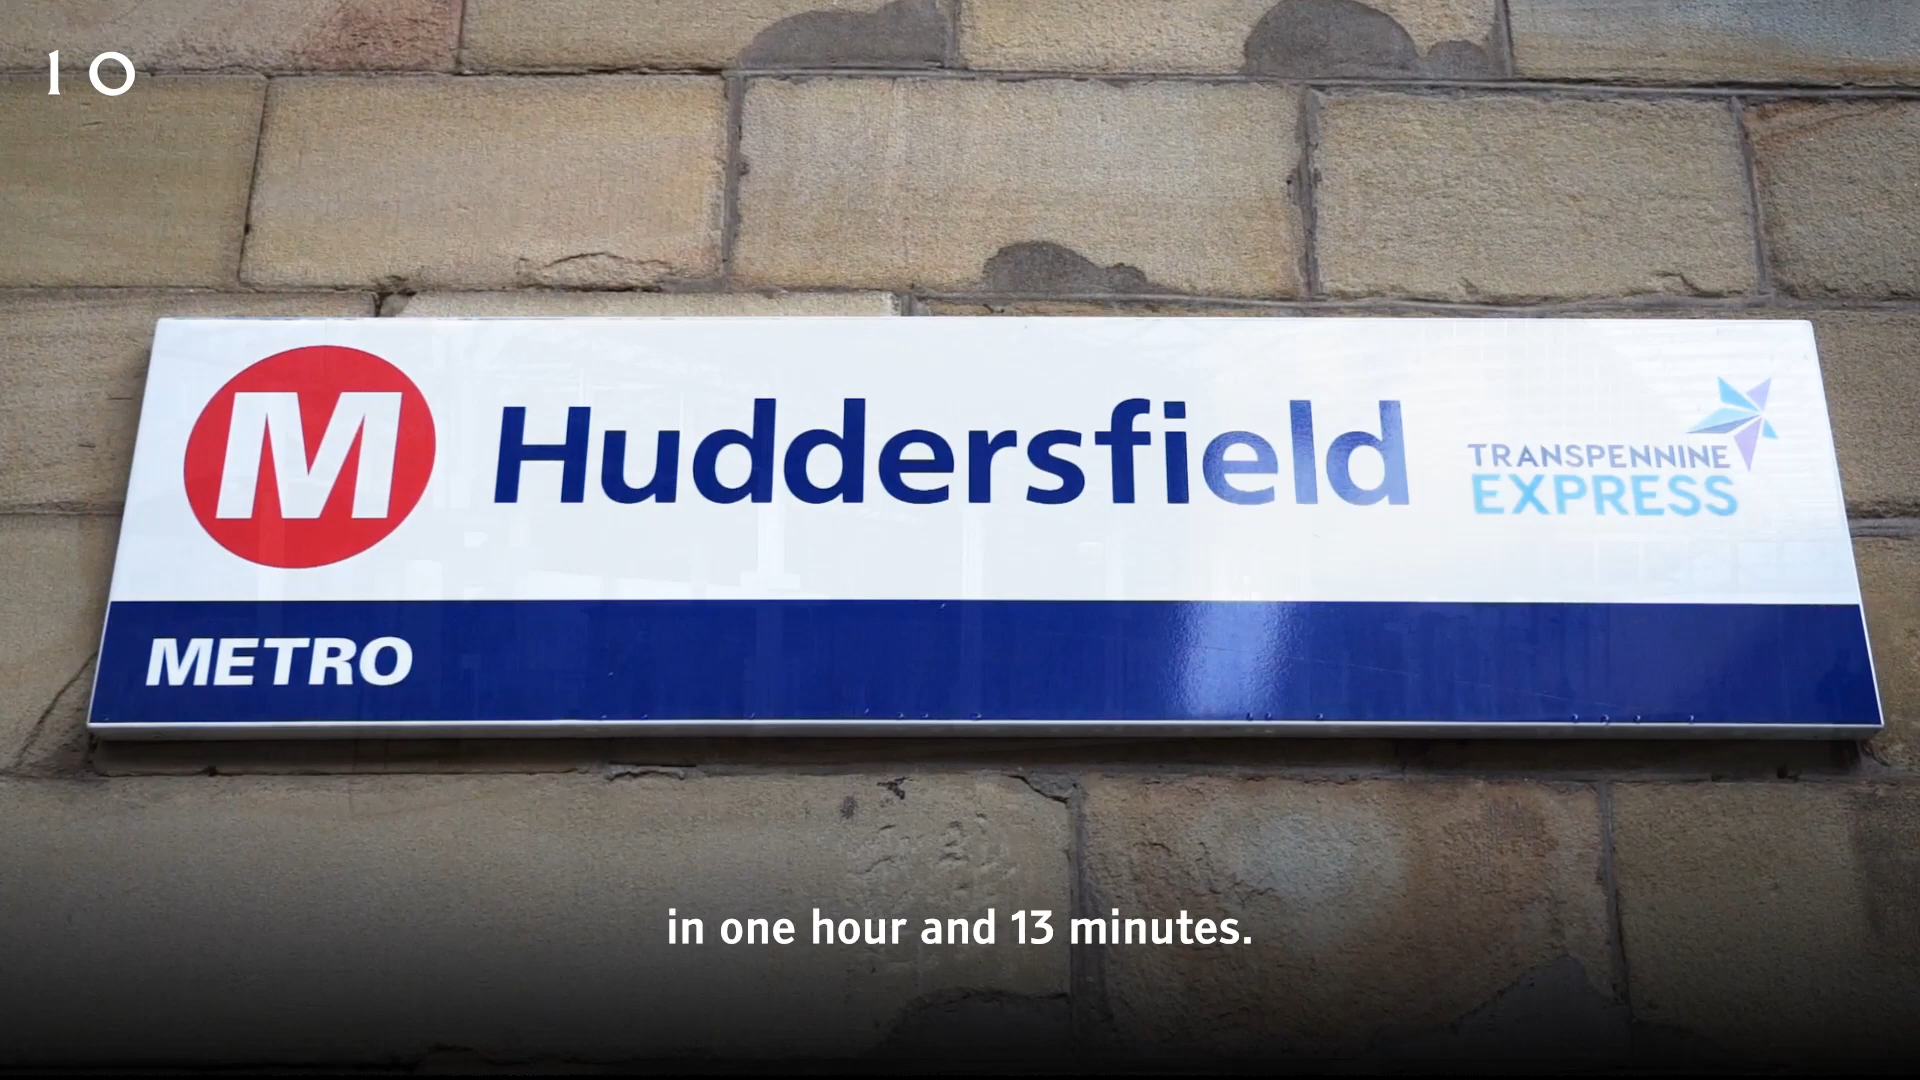 10
M
Huddersfield
TRANSPENNINE
EXPRESS
METRO
in one hour and 13 minutes.